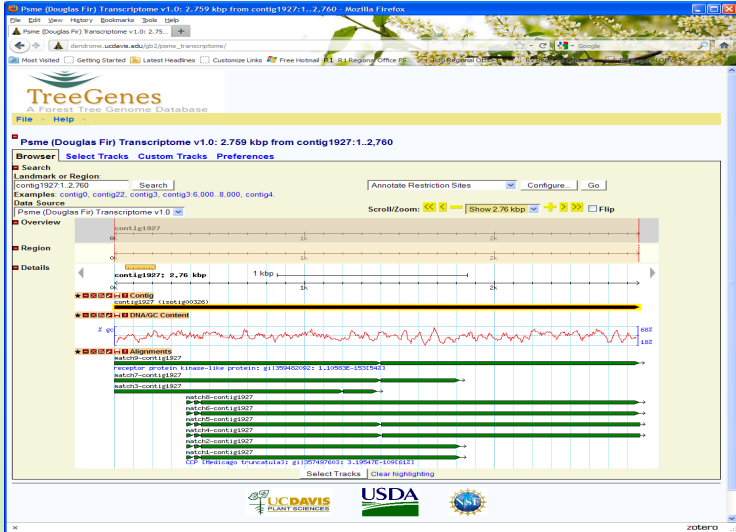 Psme (Douglas Fir) Transcriptome v1.0: 2.759 kbp from contig1927:1..2,760 - Mozilla Firefox
File Edit View History Bookmarks Tools Help
Psme (Douglas Fir) Transcriptome v1.0: 2.75... +
dendrome.ucdavis.edu/gb2/psme_transcriptome/
Google
Most Visited Getting Started Latest Headlines Customize Links Free Hotmail R1 Regional Office FS
TreeGenes
A Forest Tree Genome Database
File - Help -
Psme (Douglas Fir) Transcriptome v1.0: 2.759 kbp from contig1927:1..2,760
Browser Select Tracks Custom Tracks Preferences
Search
Landmark or Region:
contig1927:1..2,760 Search Annotate Restriction Sites Configure... Go
Examples: contig0, contig22, contig3, contig3:6,000..8,000, contig4.
Data Source
Psme (Douglas Fir) Transcriptome v1.0 Scroll/Zoom: << < Show 2.76 kbp + > >> Flip
Overview
contig1927
0k 1k 2k
Region
0k 1k 2k
Details
contig1927: 2.76 kbp 1 kbp
0k 1k 2k
Contig
contig1927 (isotig00326)
DNA/GC Content
% gc 68%
18%
Alignments
match9-contig1927
receptor protein kinase-like protein; gi|359482092; 1.10583E-153[54%]
match7-contig1927
match3-contig1927
match8-contig1927
match6-contig1927
match5-contig1927
match4-contig1927
match2-contig1927
match1-contig1927
CCP [Medicago truncatula]; gi|357497603; 3.19547E-109[61%]
Select Tracks Clear highlighting
UCDAVIS
PLANT SCIENCES
USDA
NSF
× zotero